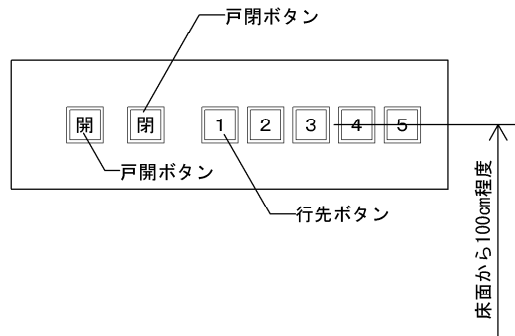 戸閉ボタン
開 閉 1 2 3 4 5
戸開ボタン
行先ボタン
床面から100㎝程度